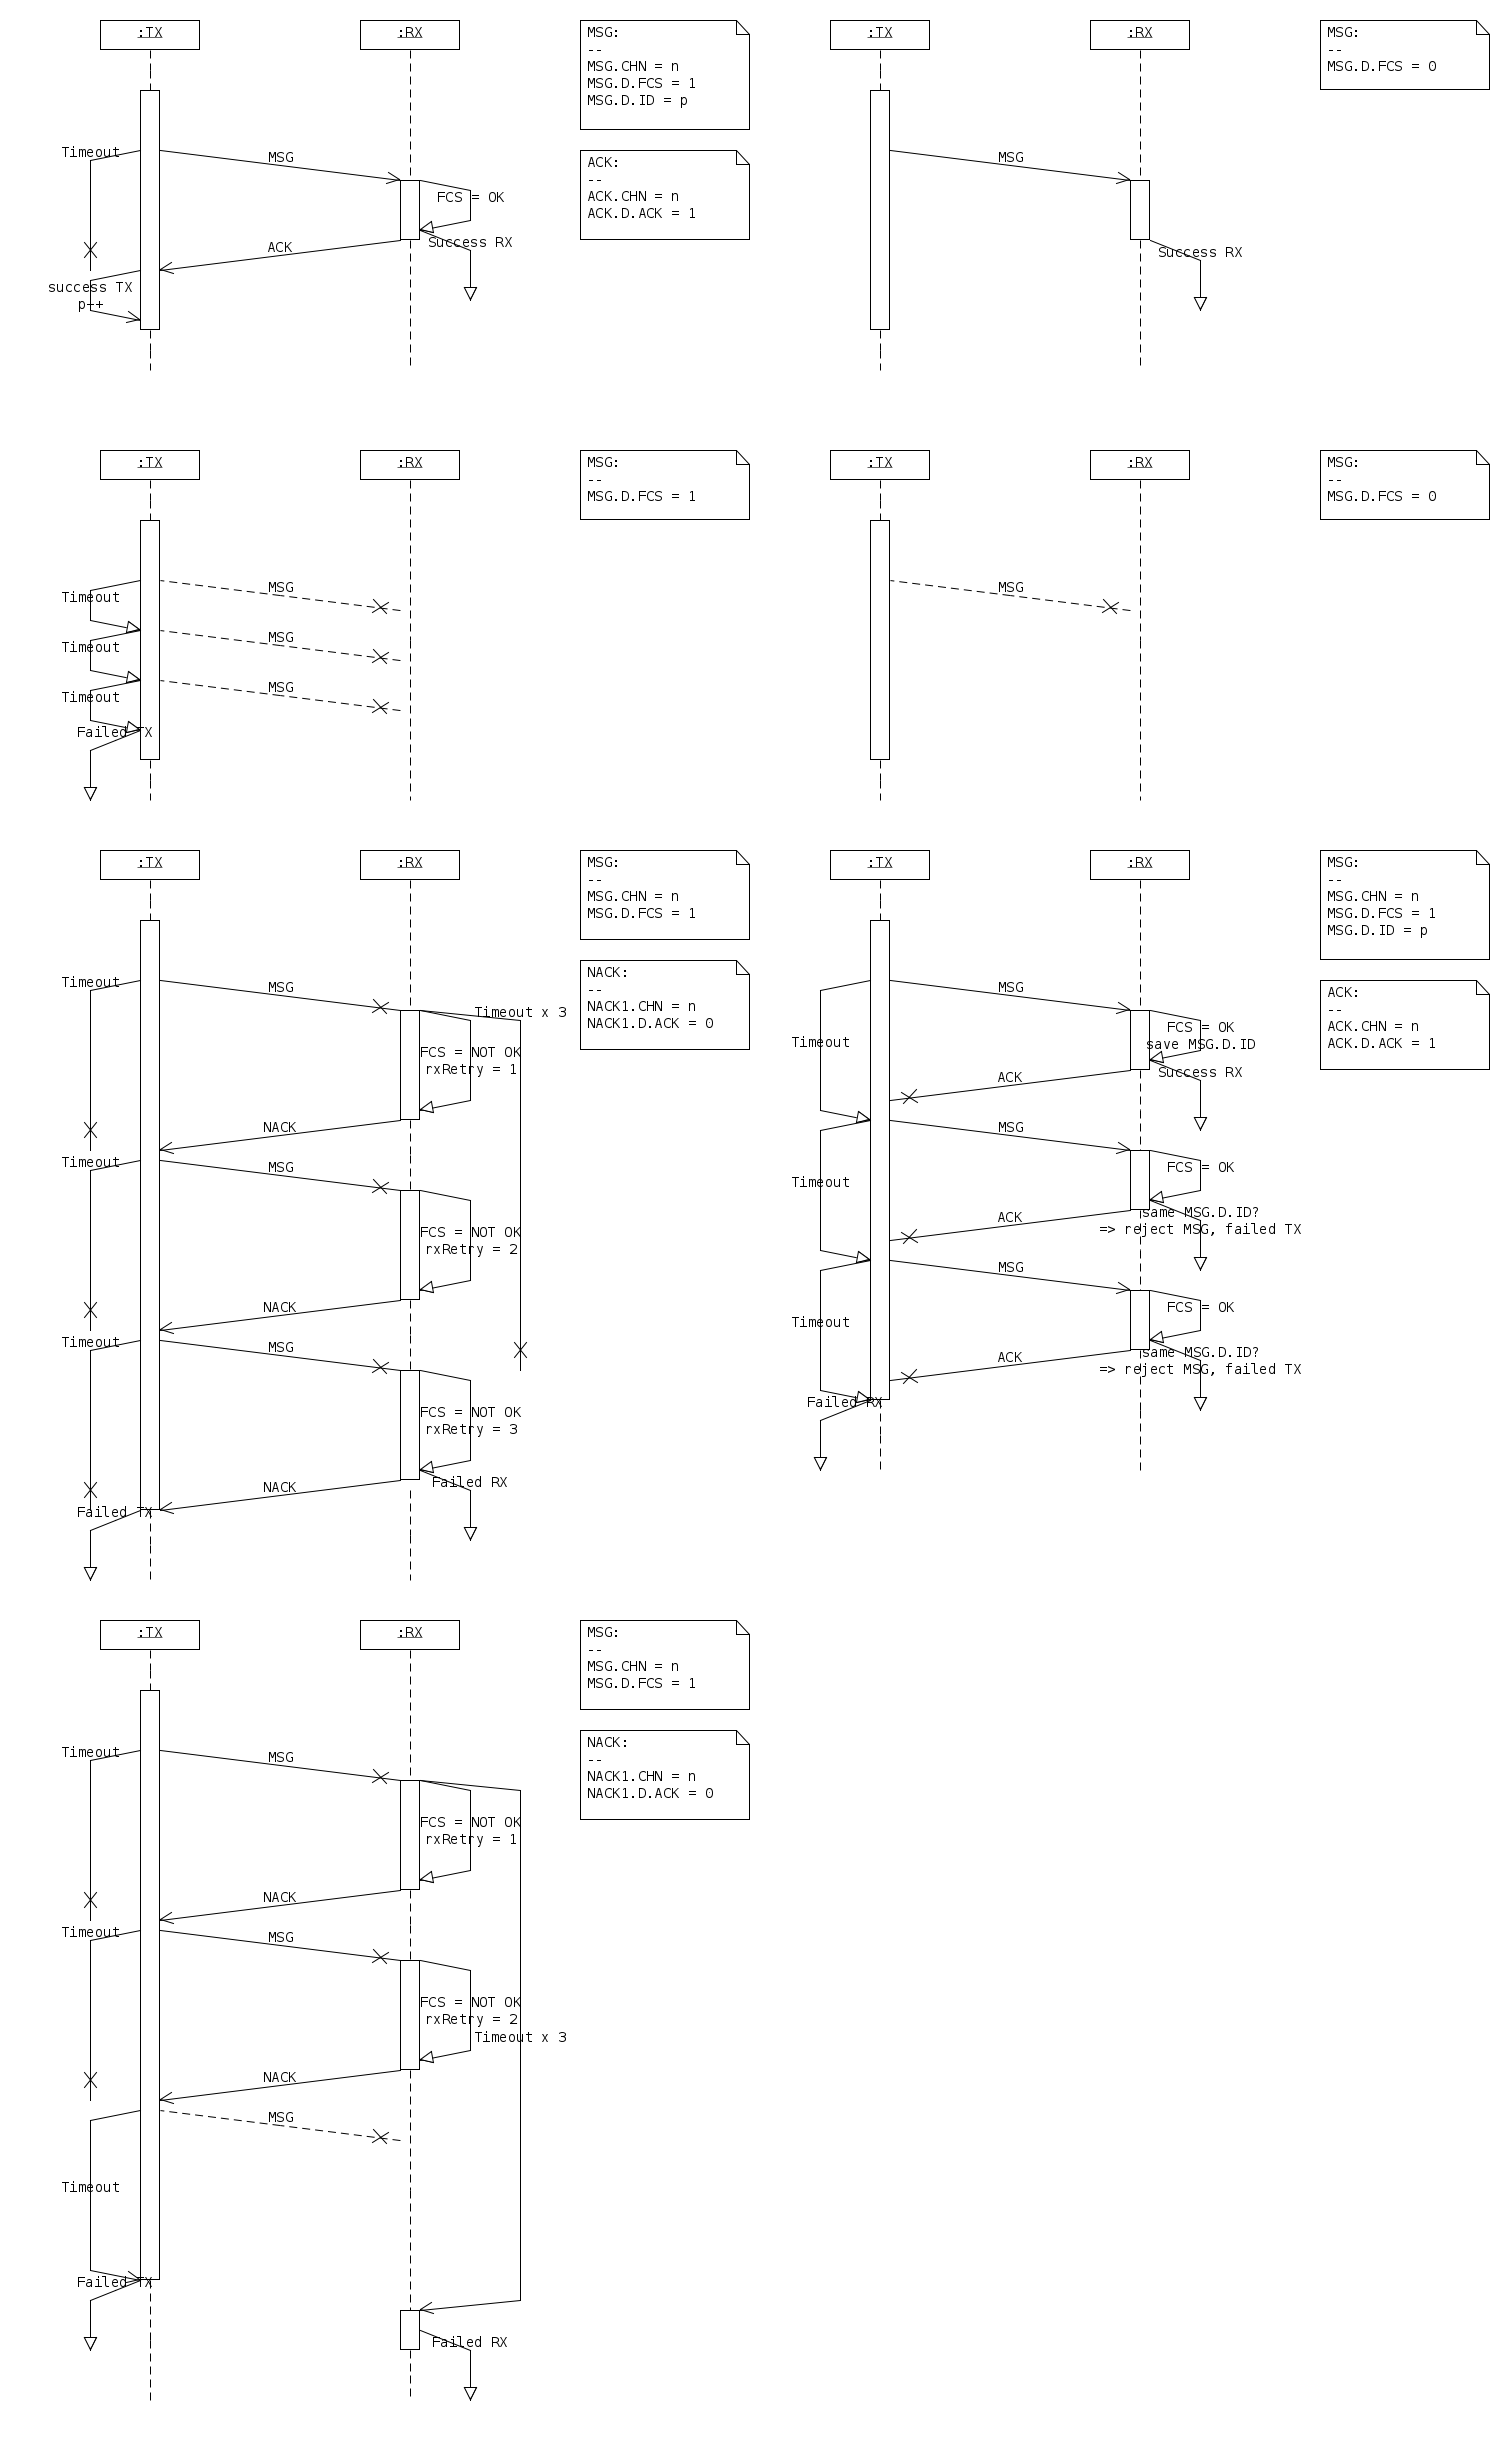 :TX
:RX
MSG:
--
MSG.CHN = n
MSG.D.FCS = 1
MSG.D.ID = p
Timeout
MSG
FCS = OK
ACK:
--
ACK.CHN = n
ACK.D.ACK = 1
ACK
Success RX
success TX
p++
:TX
:RX
MSG:
--
MSG.D.FCS = 0
MSG
Success RX
:TX
:RX
MSG:
--
MSG.D.FCS = 1
MSG
Timeout
MSG
Timeout
MSG
Timeout
Failed TX
:TX
:RX
MSG:
--
MSG.D.FCS = 0
MSG
:TX
:RX
MSG:
--
MSG.CHN = n
MSG.D.FCS = 1
NACK:
--
NACK1.CHN = n
NACK1.D.ACK = 0
Timeout
MSG
Timeout x 3
FCS = NOT OK
rxRetry = 1
NACK
Timeout
MSG
FCS = NOT OK
rxRetry = 2
NACK
Timeout
MSG
FCS = NOT OK
rxRetry = 3
Failed RX
NACK
Failed TX
:TX
:RX
MSG:
--
MSG.CHN = n
MSG.D.FCS = 1
MSG.D.ID = p
ACK:
--
ACK.CHN = n
ACK.D.ACK = 1
MSG
FCS = OK
save MSG.D.ID
Timeout
Success RX
ACK
MSG
FCS = OK
Timeout
same MSG.D.ID?
=> reject MSG, failed TX
ACK
MSG
FCS = OK
Timeout
same MSG.D.ID?
=> reject MSG, failed TX
ACK
Failed RX
:TX
:RX
MSG:
--
MSG.CHN = n
MSG.D.FCS = 1
NACK:
--
NACK1.CHN = n
NACK1.D.ACK = 0
Timeout
MSG
FCS = NOT OK
rxRetry = 1
NACK
Timeout
MSG
FCS = NOT OK
rxRetry = 2
Timeout x 3
NACK
MSG
Timeout
Failed TX
Failed RX